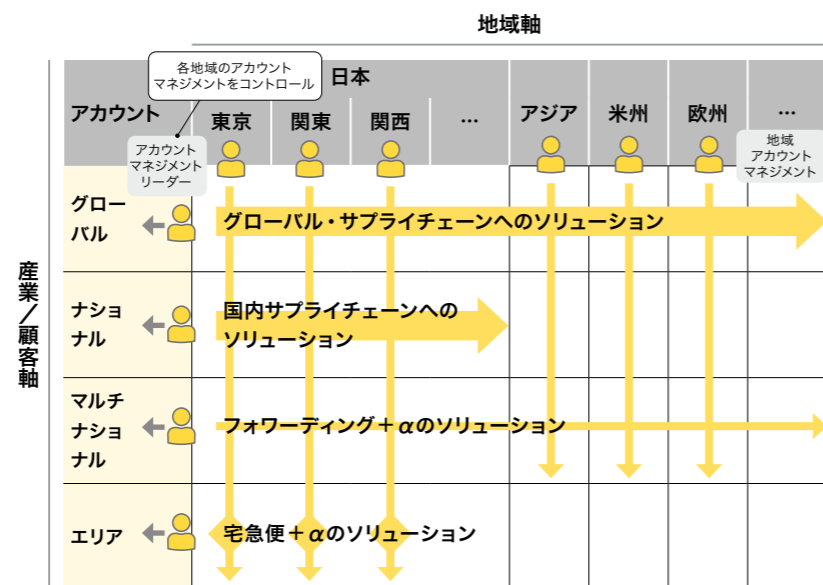 地域軸
各地域のアカウント
マネジメントをコントロール
日本
アカウント
東京
関東
関西
…
アジア
米州
欧州
…
アカウント
マネジメント
リーダー
地域
アカウント
マネジメント
産業／顧客軸
グロー
バル
グローバル・サプライチェーンへのソリューション
ナショ
ナル
国内サプライチェーンへの
ソリューション
マルチ
ナショ
ナル
フォワーディング＋αのソリューション
エリア
宅急便＋αのソリューション